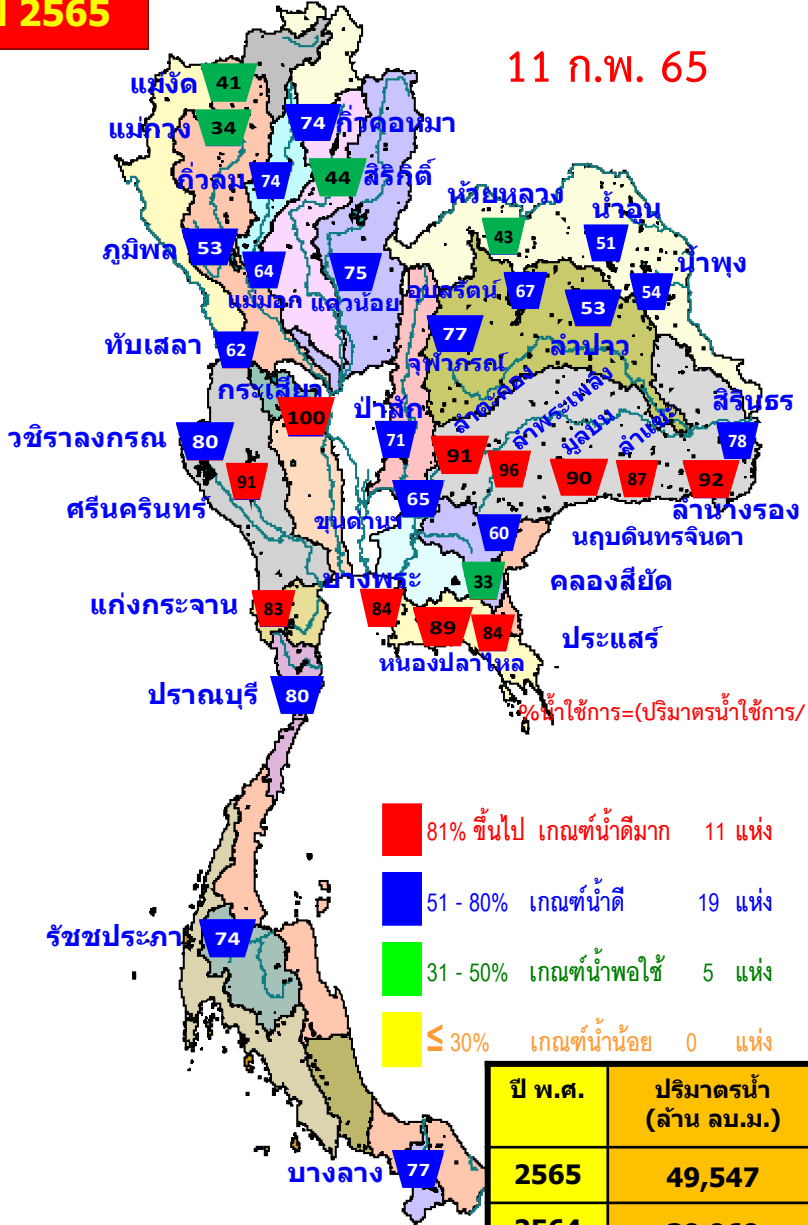 2565
11 ก.พ. 65
แม่งัด 41
แม่กวง 34
74 กิ่วคอหมา
กิ่วลม 74
44 สิริกิติ์
ห้วยหลวง 43
น้ำอูน 51
ภูมิพล 53
64 แม่มอก
75 แควน้อย
อุบลรัตน์ 67
น้ำพุง 54
53 ลำปาว
77 จุฬาภรณ์
ทับเสลา 62
กระเสียว 100
ป่าสัก 71
ลำตะคอง 91
ลำพระเพลิง 96
มูลบน 90
ลำแชะ 87
สิรินธร 78
วชิราลงกรณ 80
ศรีนครินทร์ 91
92 ลำนางรอง
ขุนด่านฯ 65
60 นฤบดินทรจินดา
บางพระ 84
33 คลองสียัด
แก่งกระจาน 83
89 หนองปลาไหล
84 ประแสร์
ปราณบุรี 80
%น้ำใช้การ=(ปริมาตรน้ำใช้การ/
81% ขึ้นไป เกณฑ์น้ำดีมาก 11 แห่ง
51 - 80% เกณฑ์น้ำดี 19 แห่ง
31 - 50% เกณฑ์น้ำพอใช้ 5 แห่ง
≤ 30% เกณฑ์น้ำน้อย 0 แห่ง
รัชชประภา 74
บางลาง 77
ปี พ.ศ. ปริมาตรน้ำ
(ล้าน ลบ.ม.)
2565 49,547
2564